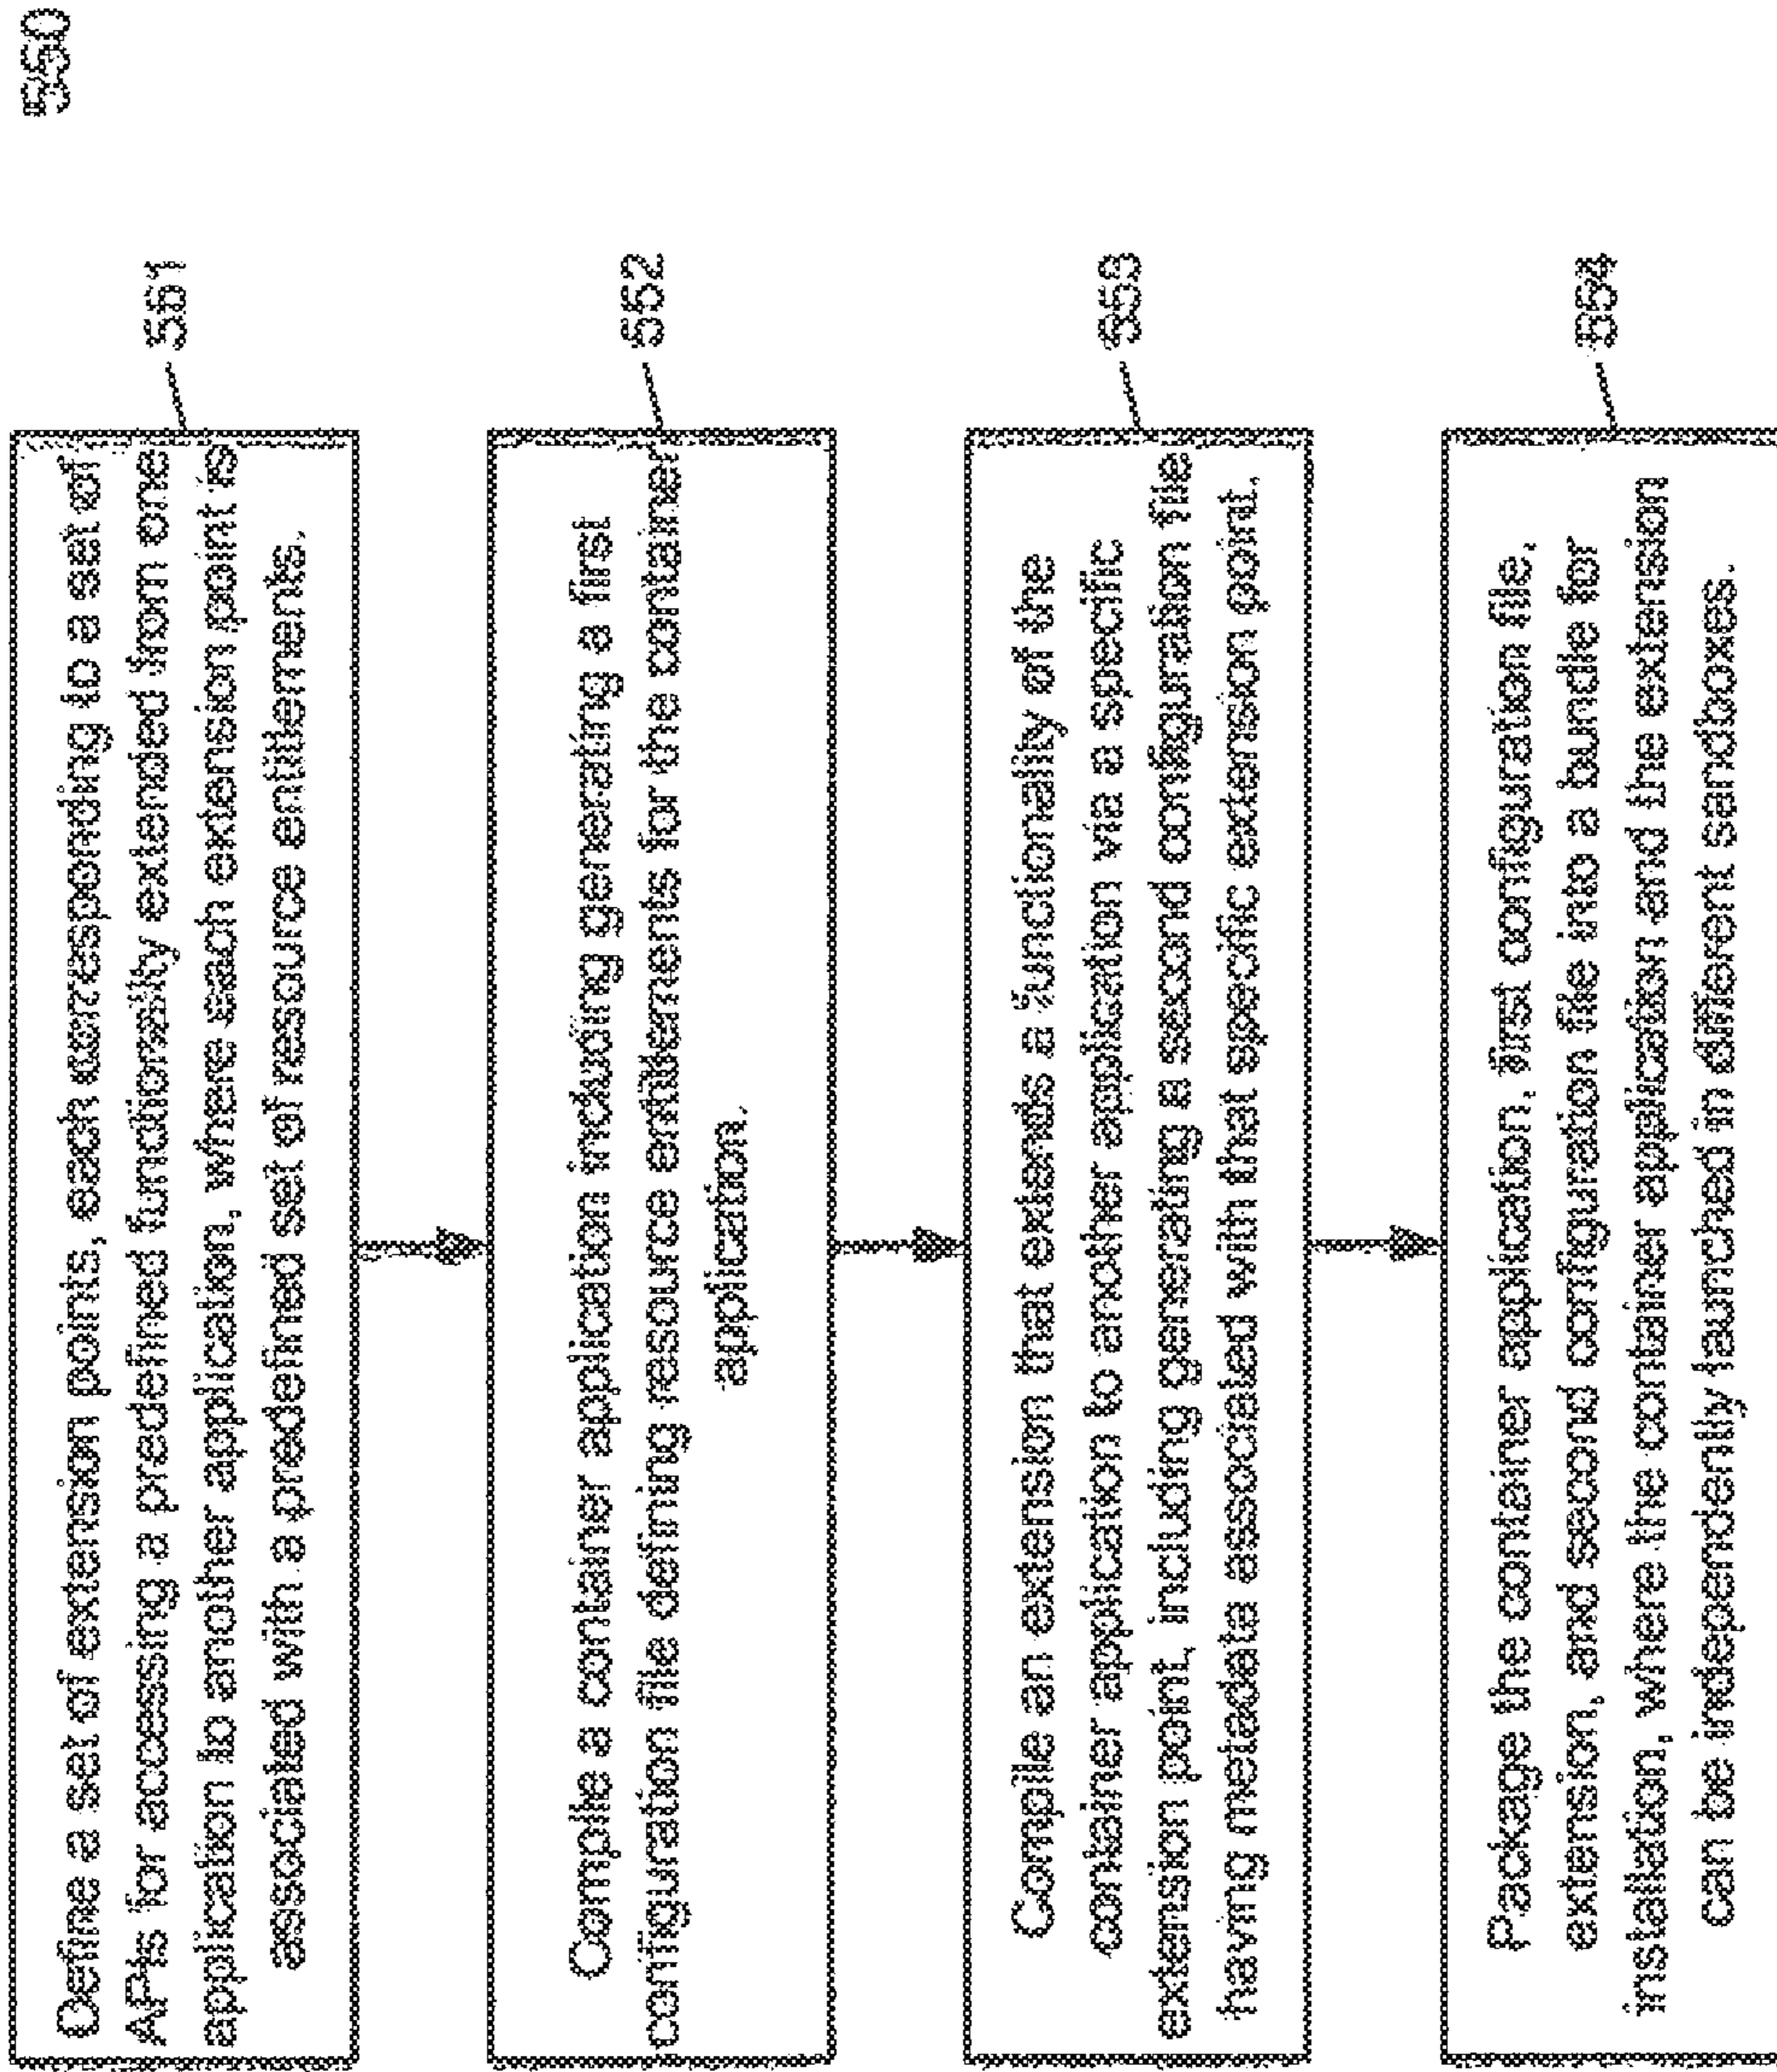 550
Define a set of extension points, each corresponding to a set of
APIs for accessing a predefined functionality extended from one
application to another application, where each extension point is
associated with a predefined set of resource entitlements.
551
Compile a container application including generating a first
configuration file defining resource entitlements for the container
application.
552
Compile an extension that extends a functionality of the
container application to another application via a specific
extension point, including generating a second configuration file
having metadata associated with that specific extension point.
553
Package the container application, first configuration file,
extension, and second configuration file into a bundle for
installation, where the container application and the extension
can be independently launched in different sandboxes.
554